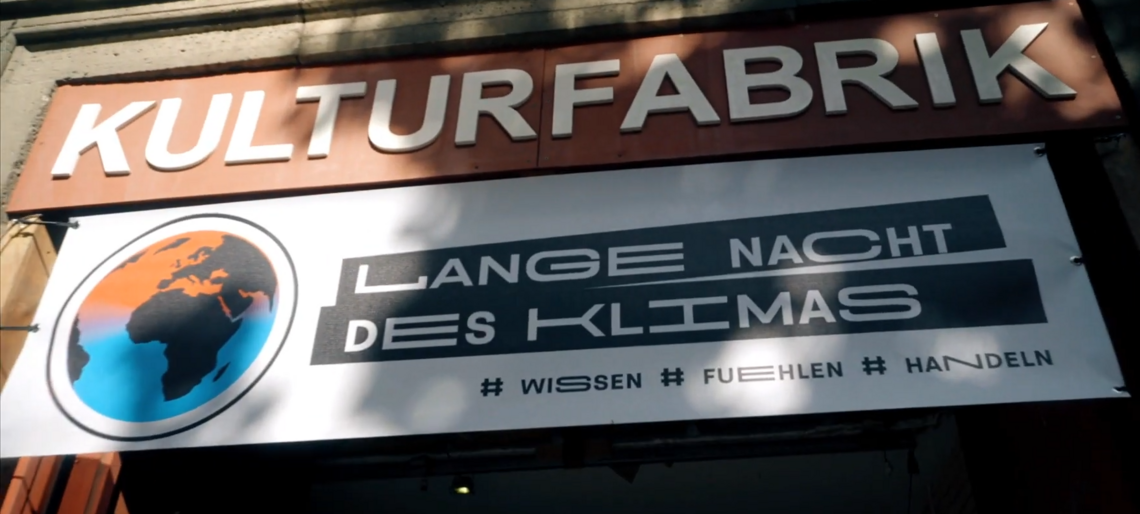 KULTURFABRIK
LANGE NACHT
DES KLIMAS
# WISSEN # FUEHLEN # HANDELN